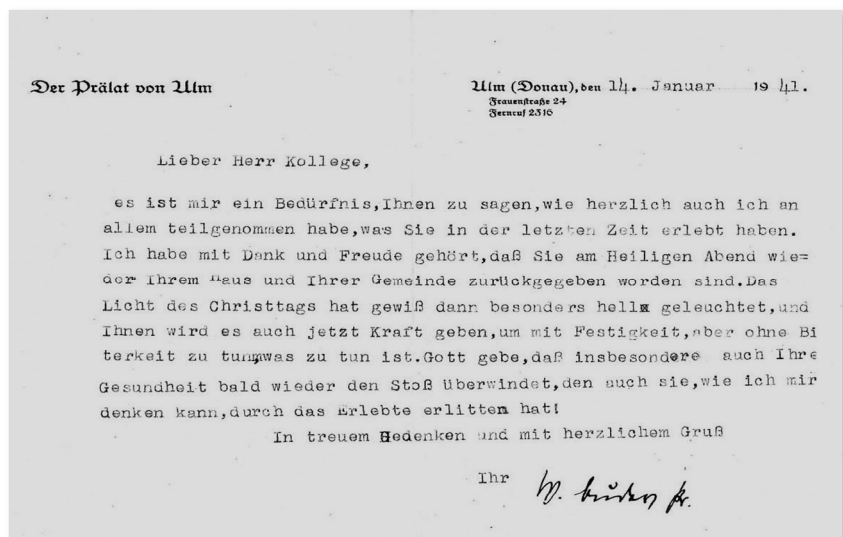 Der Prälat von Ulm
Ulm (Donau), den 14. Januar 19 41.
Frauenstraße 24
Fernruf 2316
Lieber Herr Kollege,
es ist mir ein Bedürfnis,Ihnen zu sagen,wie herzlich auch ich an
allem teilgenommen habe,was Sie in der letzten Zeit erlebt haben.
Ich habe mit Dank und Freude gehört,daß Sie am Heiligen Abend wie=
der Ihrem Haus und Ihrer Gemeinde zurückgegeben worden sind.Das
Licht des Christtags hat gewiß dann besonders hell geleuchtet,und
Ihnen wird es auch jetzt Kraft geben,um mit Festigkeit,aber ohne Bi
terkeit zu tun,was zu tun ist.Gott gebe,daß insbesondere auch Ihre
Gesundheit bald wieder den Stoß überwindet,den auch sie,wie ich mir
denken kann,durch das Erlebte erlitten hat!
In treuem Gedenken und mit herzlichem Gruß
Ihr W.